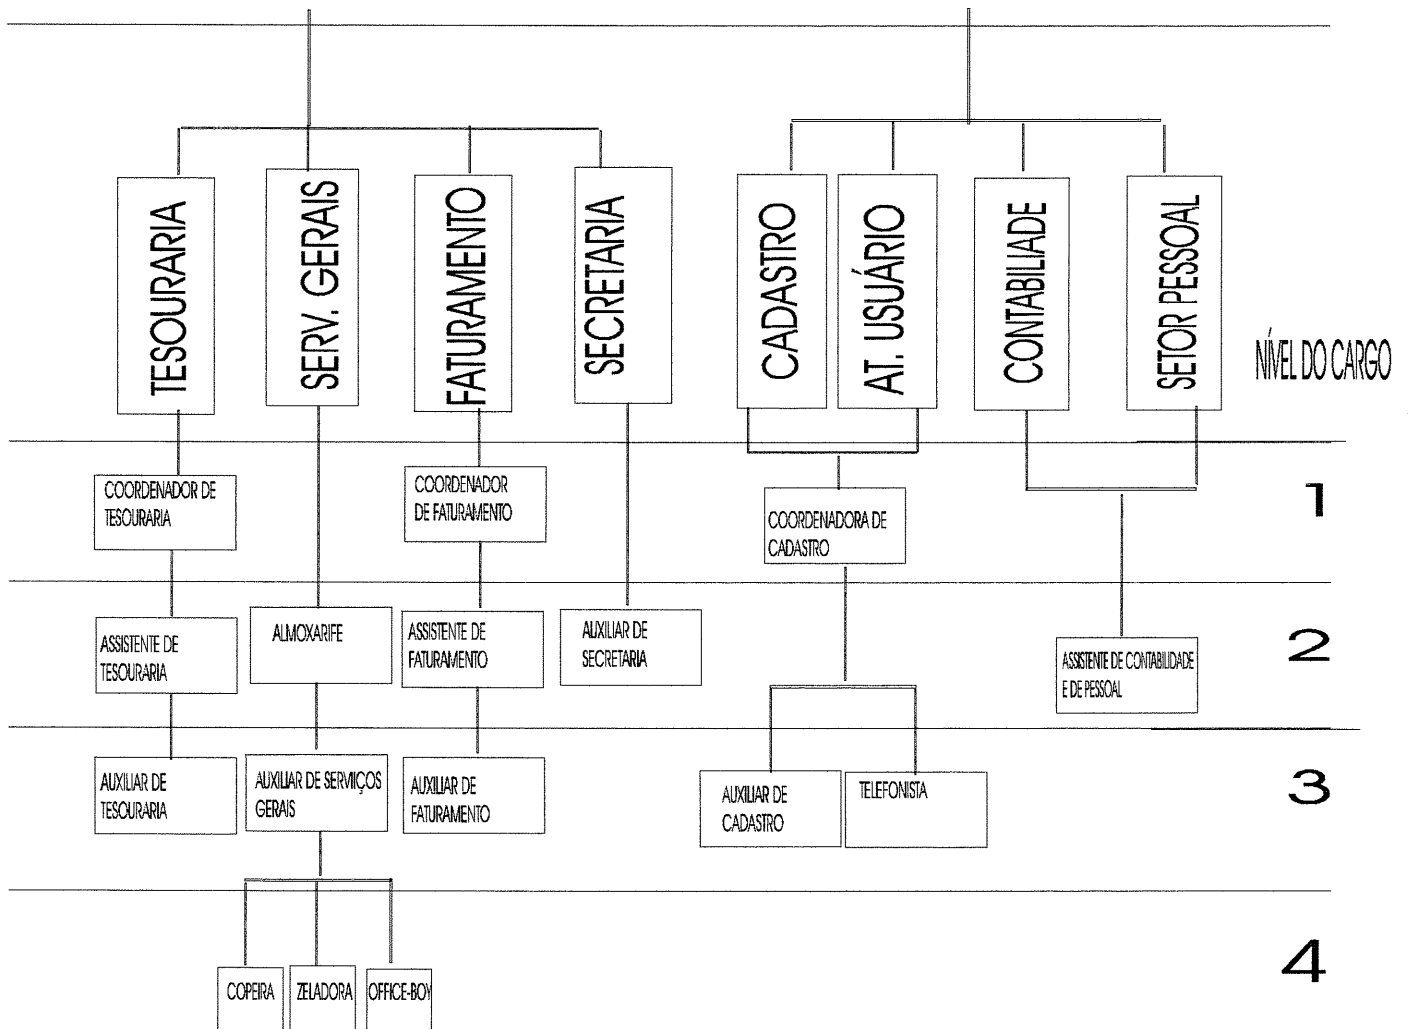 TESOURARIA
SERV. GERAIS
FATURAMENTO
SECRETARIA
CADASTRO
AT. USUÁRIO
CONTABILIADE
SETOR PESSOAL
NÍVEL DO CARGO
COORDENADOR DE
TESOURARIA
COORDENADOR
DE FATURAMENTO
COORDENADORA DE
CADASTRO
1
ASSISTENTE DE
TESOURARIA
ALMOXARIFE
ASSISTENTE DE
FATURAMENTO
AUXILIAR DE
SECRETARIA
ASSISTENTE DE CONTABILIDADE
E DE PESSOAL
2
AUXILIAR DE
TESOURARIA
AUXILIAR DE SERVIÇOS
GERAIS
AUXILIAR DE
FATURAMENTO
AUXILIAR DE
CADASTRO
TELEFONISTA
3
COPEIRA
ZELADORA
OFFICE-BOY
4